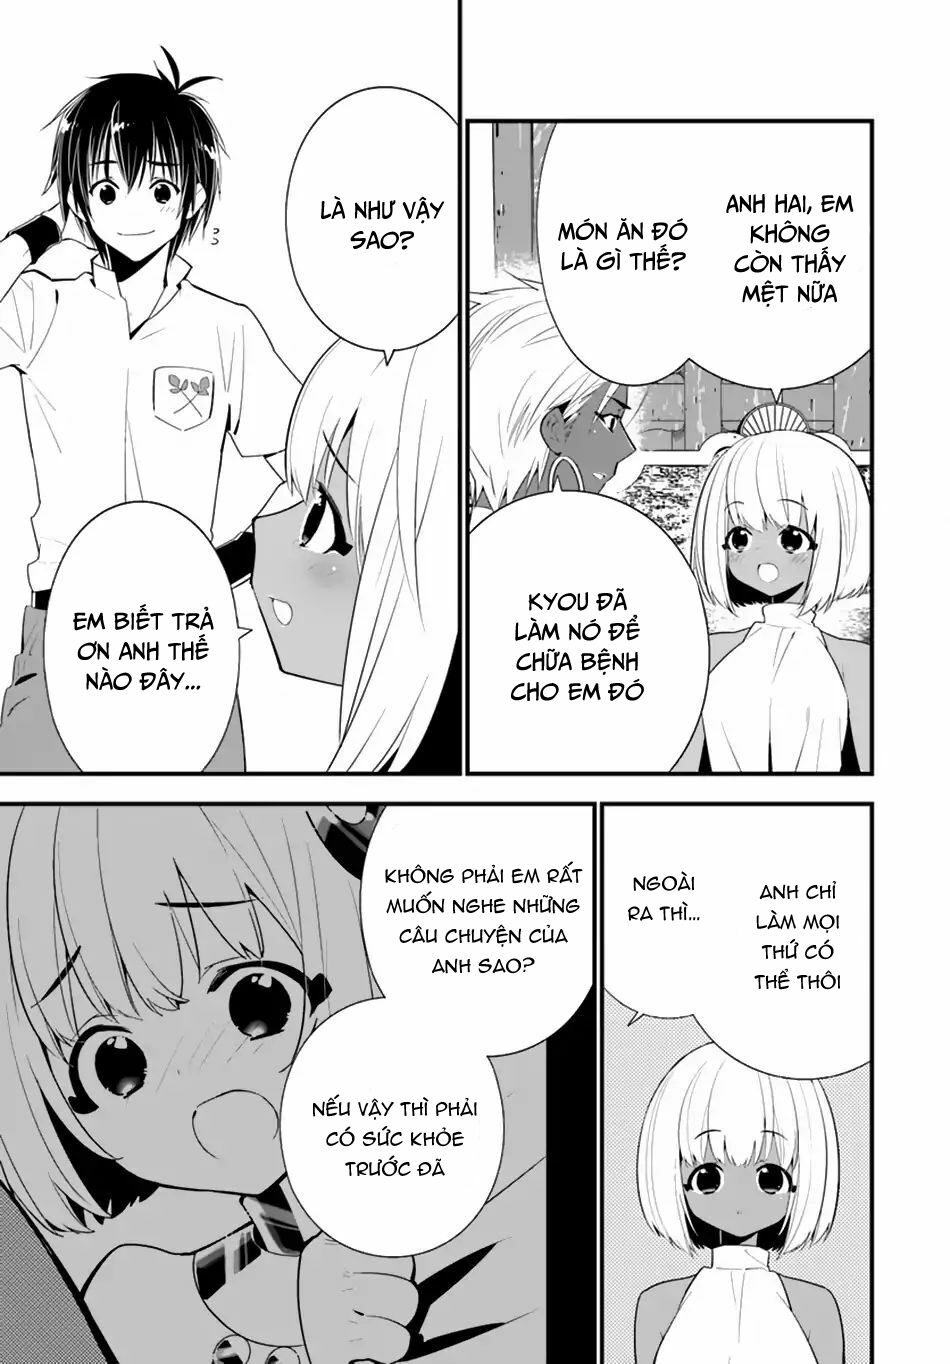 ANH HAI, EM
KHÔNG
CÒN THẤY
MỆT NỮA
MÓN ĂN ĐÓ
LÀ GÌ THẾ?
KYOU ĐÃ
LÀM NÓ ĐỂ
CHỮA BỆNH
CHO EM ĐÓ
LÀ NHƯ VẬY
SAO?
EM BIẾT TRẢ
ƠN ANH THẾ
NÀO ĐÂY...
ANH CHỈ
LÀM MỌI
THỨ CÓ
THỂ THÔI
NGOÀI
RA THÌ...
KHÔNG PHẢI EM RẤT
MUỐN NGHE NHỮNG
CÂU CHUYỆN CỦA
ANH SAO?
NẾU VẬY THÌ PHẢI
CÓ SỨC KHỎE
TRƯỚC ĐÃ